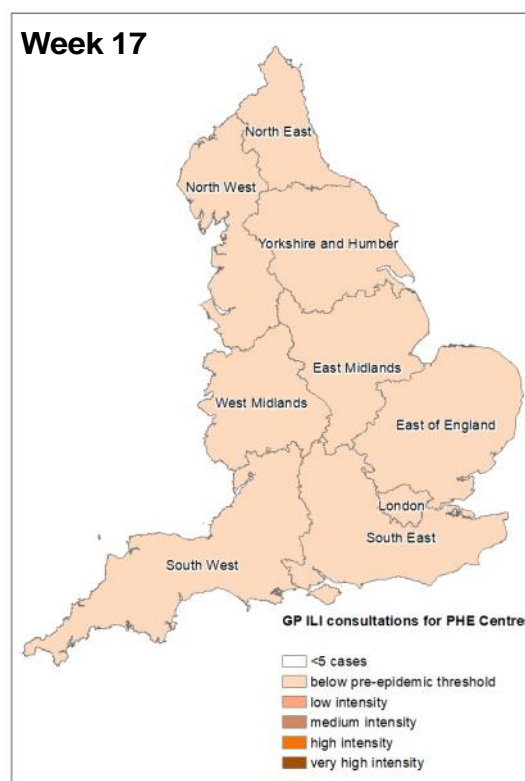 Week 17
North East
North West
Yorkshire and Humber
East Midlands
West Midlands
East of England
London
South East
South West
GP ILI consultations for PHE Centres
<5 cases
below pre-epidemic threshold
low intensity
medium intensity
high intensity
very high intensity